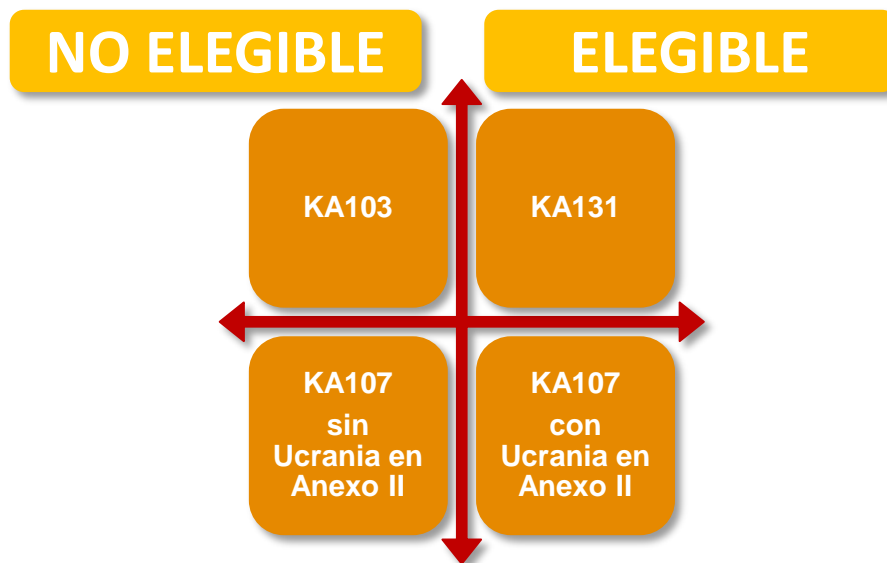 NO ELEGIBLE
ELEGIBLE
KA103
KA131
KA107
sin
Ucrania en
Anexo II
KA107
con
Ucrania en
Anexo II